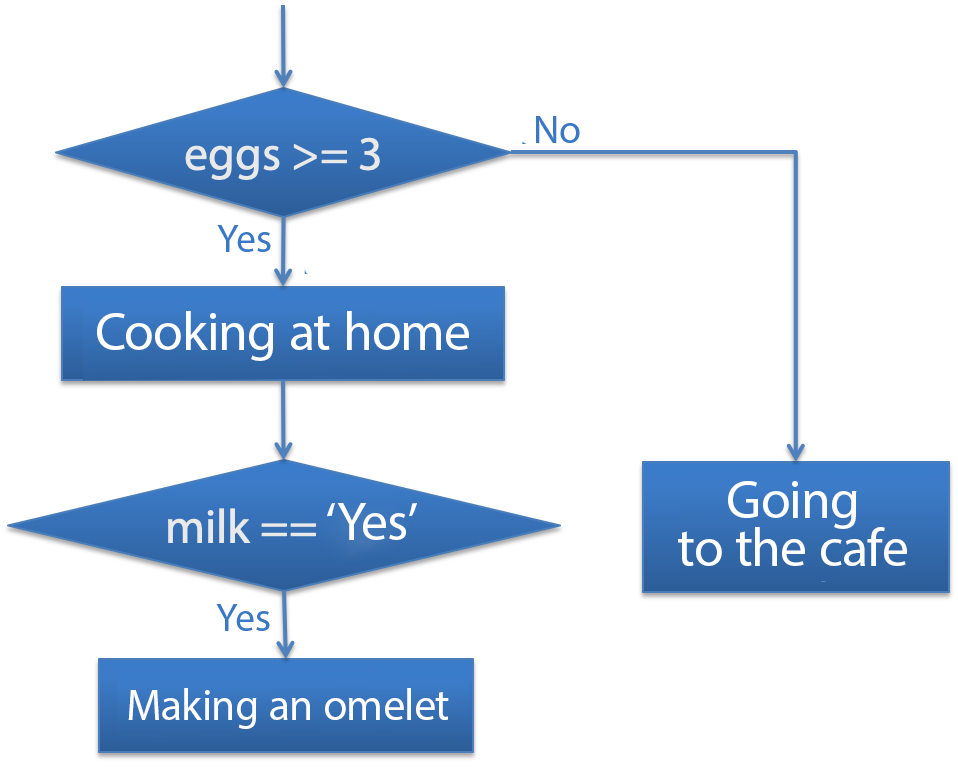 eggs >= 3
No
Yes
Cooking at home
milk == ‘Yes’
Going
to the cafe
Yes
Making an omelet